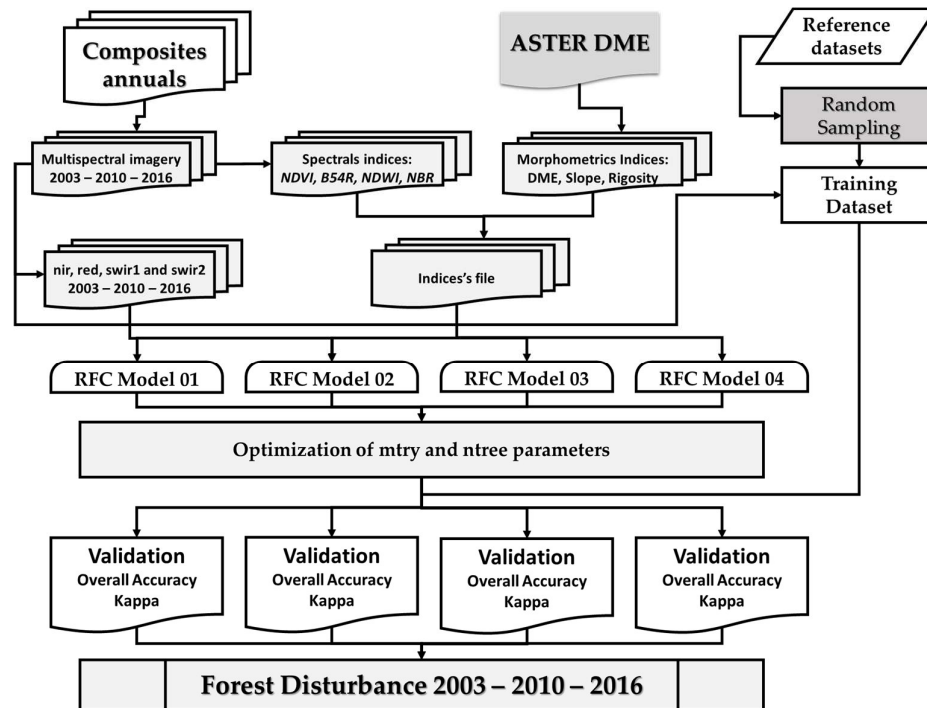 Composites
annuals
ASTER DME
Reference
datasets
Random
Sampling
Multispectral imagery
2003 – 2010 – 2016
Spectrals indices:
NDVI, B54R, NDWI, NBR
Morphometrics Indices:
DME, Slope, Rigosity
Training
Dataset
nir, red, swir1 and swir2
2003 – 2010 – 2016
Indices's file
RFC Model 01
RFC Model 02
RFC Model 03
RFC Model 04
Optimization of mtry and ntree parameters
Validation
Overall Accuracy
Kappa
Validation
Overall Accuracy
Kappa
Validation
Overall Accuracy
Kappa
Validation
Overall Accuracy
Kappa
Forest Disturbance 2003 – 2010 – 2016